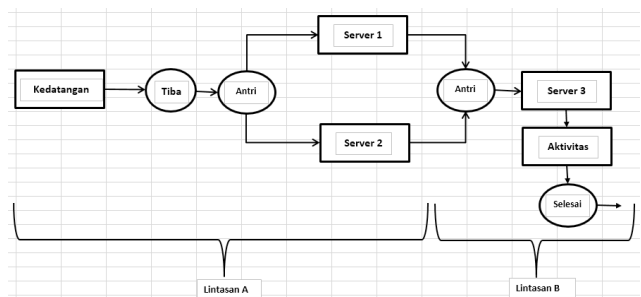 Kedatangan
Tiba
Antri
Server 1
Server 2
Antri
Server 3
Aktivitas
Selesai
Lintasan A
Lintasan B